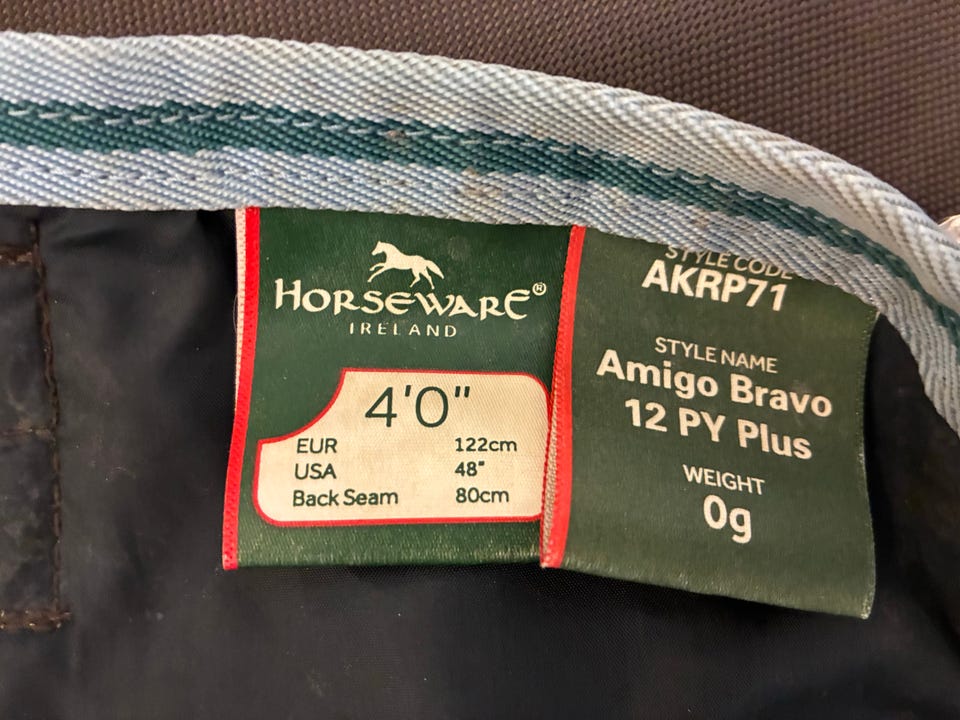 HORSEWARE®
IRELAND
4'0"
EUR 122cm
USA 48"
Back Seam 80cm
STYLE CODE
AKRP71
STYLE NAME
Amigo Bravo
12 PY Plus
WEIGHT
0g